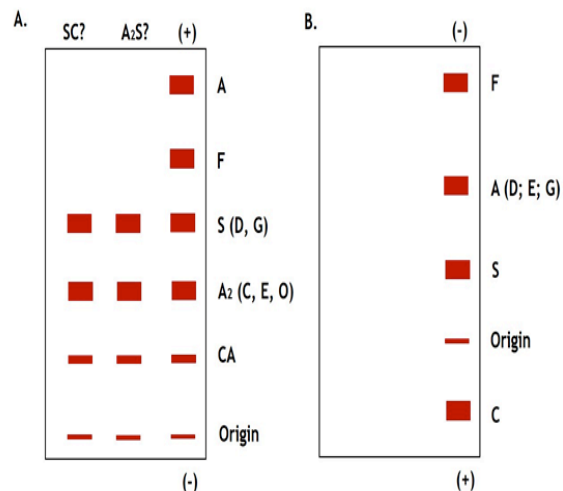 A.
SC? A₂S? (+)
A
F
S (D, G)
A₂ (C, E, O)
CA
Origin
(-)
B.
(-)
F
A (D; E; G)
S
Origin
C
(+)